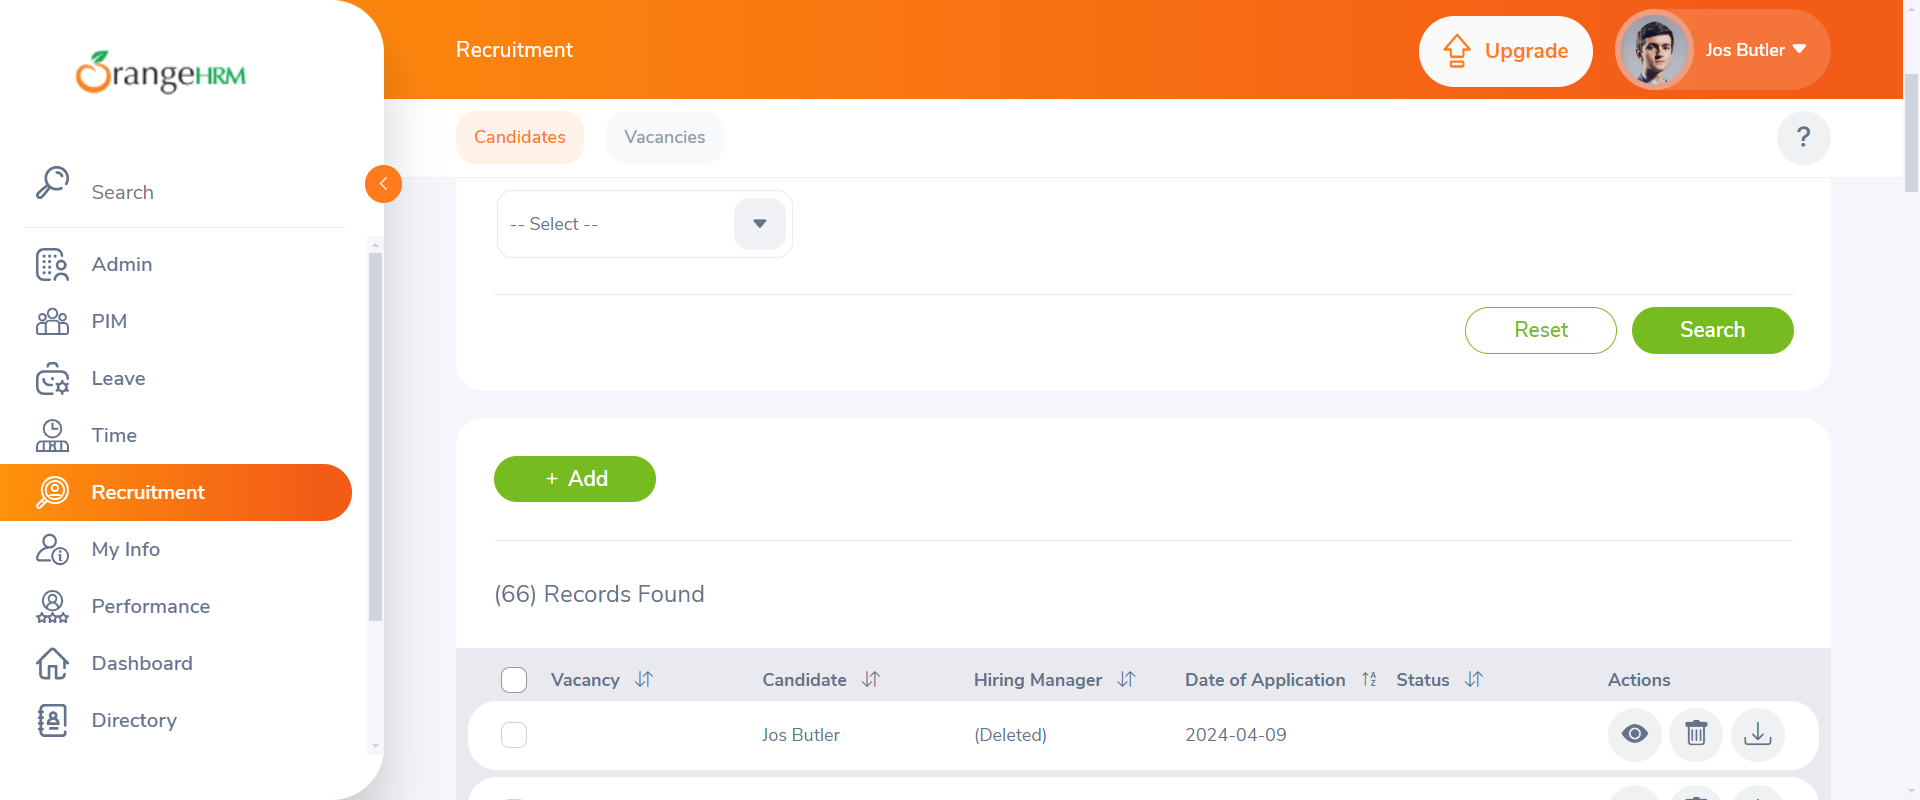 OrangeHRM
Recruitment
Upgrade
Jos Butler
Candidates
Vacancies
?
Search
-- Select --
Admin
PIM
Leave
Time
Recruitment
My Info
Performance
Dashboard
Directory
Reset
Search
+ Add
(66) Records Found
Vacancy Candidate Hiring Manager Date of Application Status Actions
Jos Butler (Deleted) 2024-04-09